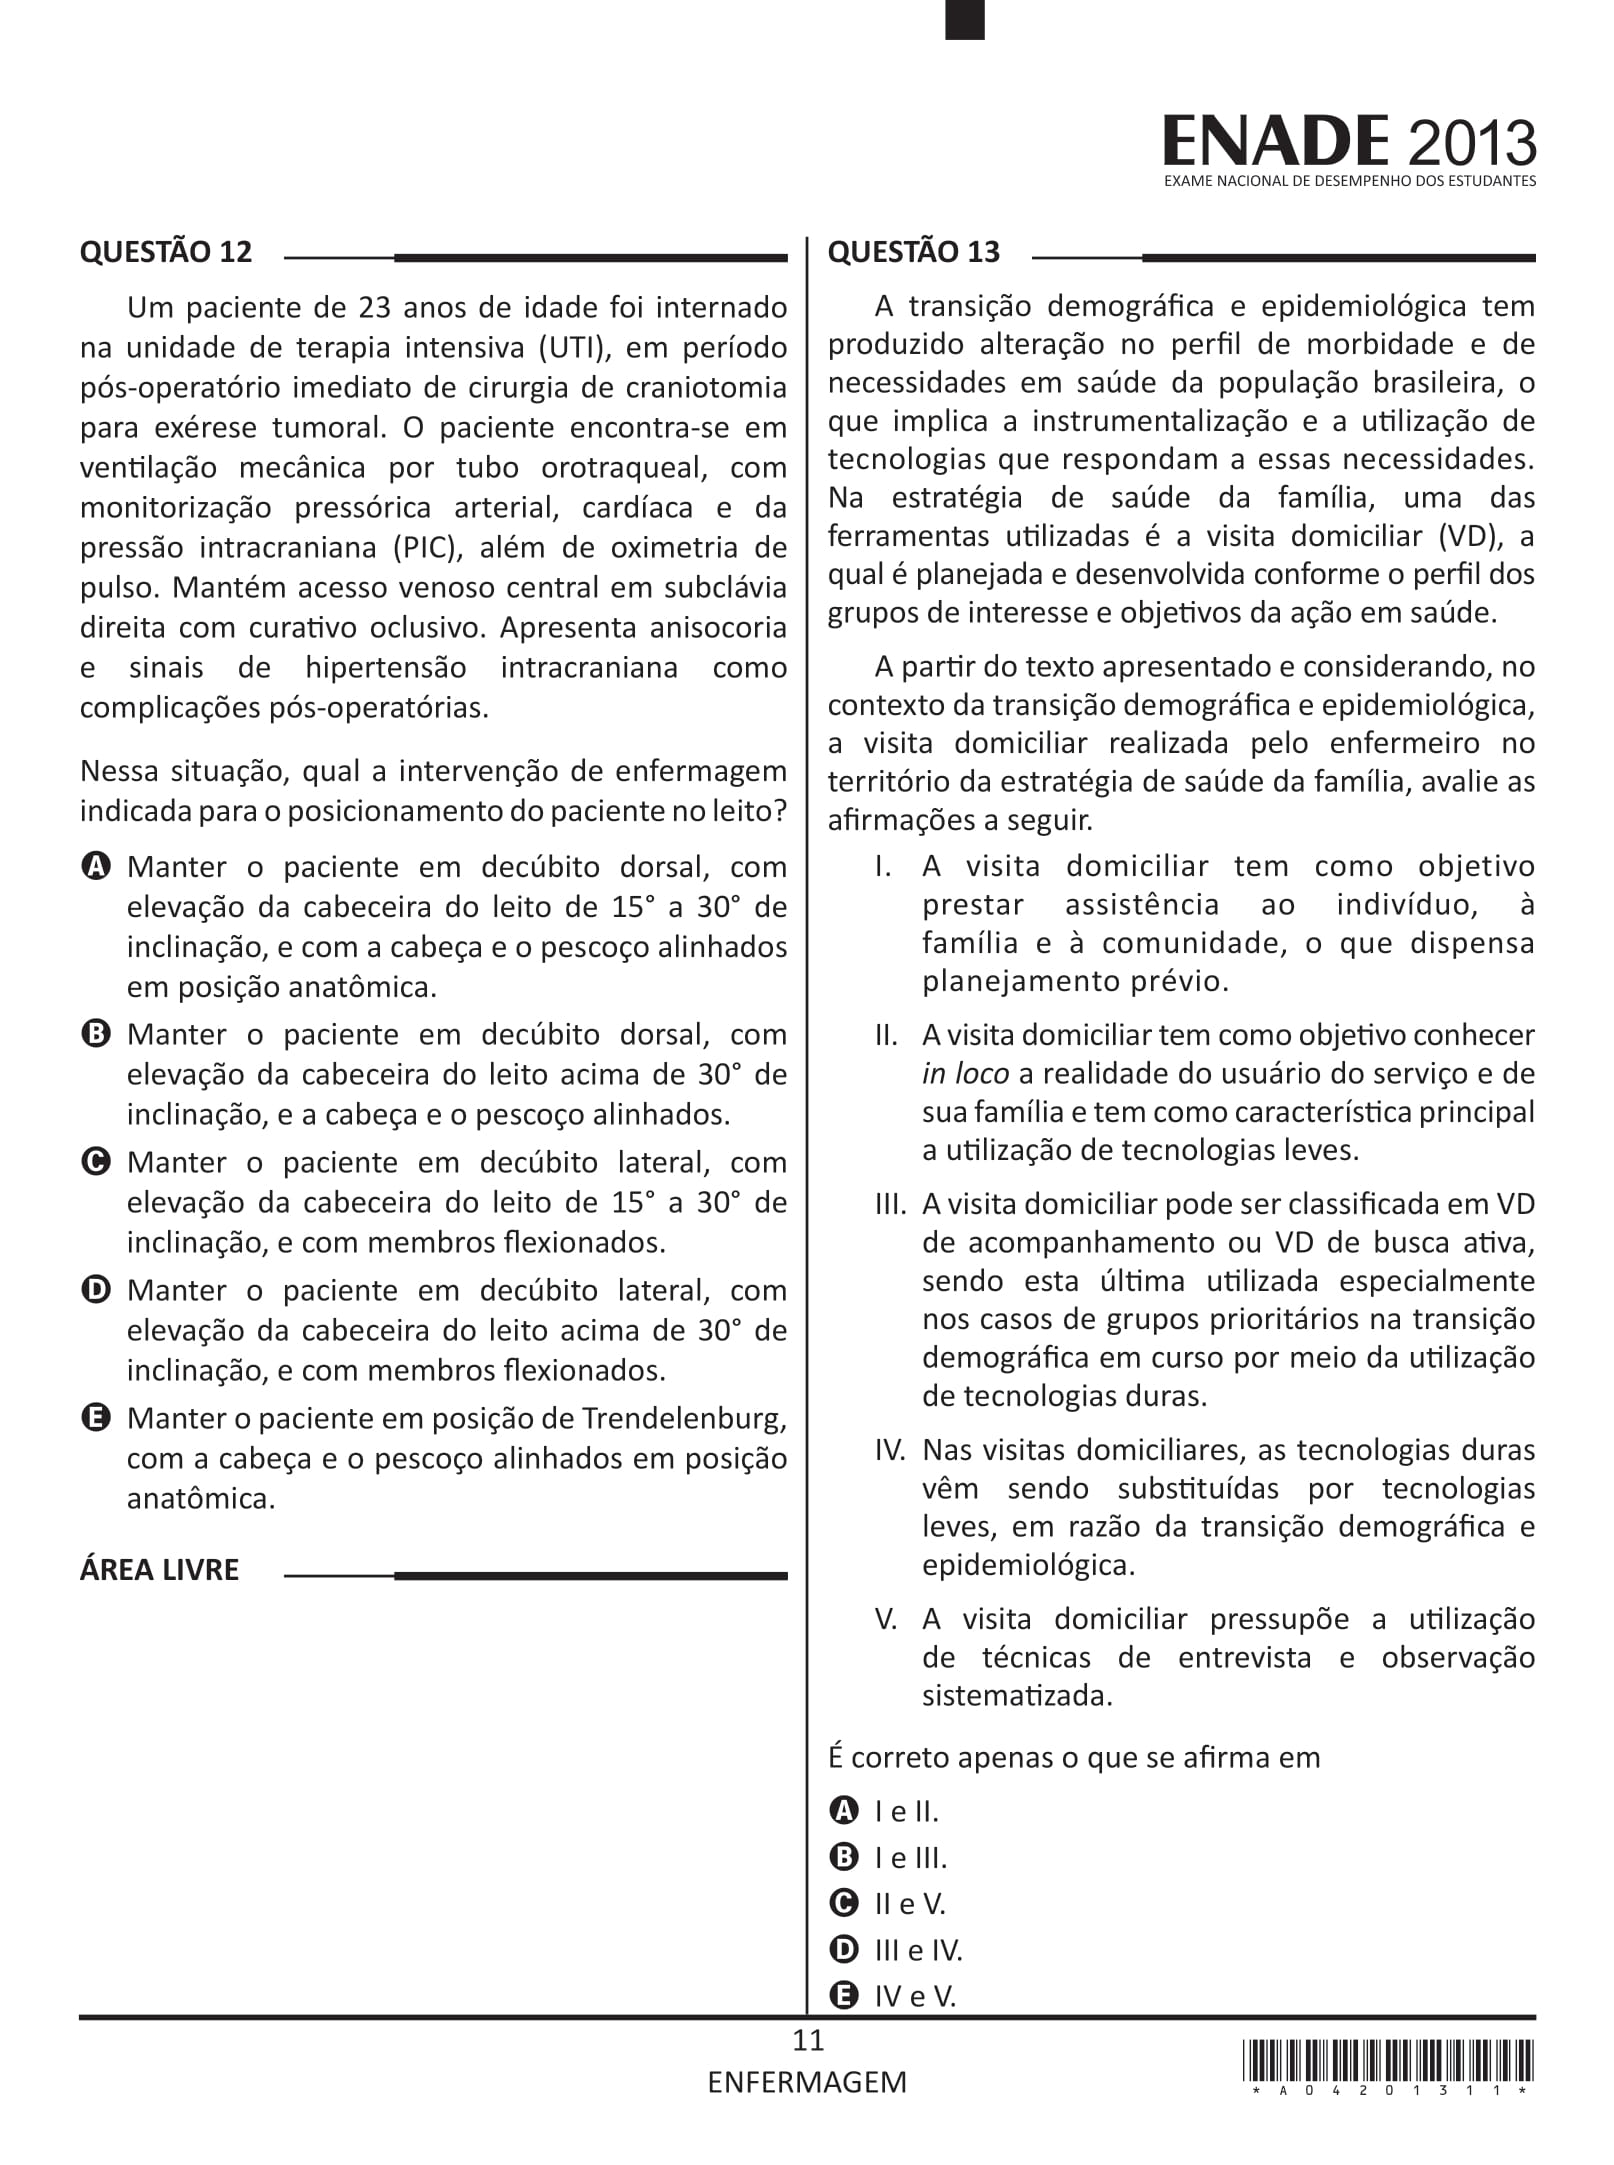 ENADE 2013
EXAME NACIONAL DE DESEMPENHO DOS ESTUDANTES
QUESTÃO 12
Um paciente de 23 anos de idade foi internado
na unidade de terapia intensiva (UTI), em período
pós-operatório imediato de cirurgia de craniotomia
para exérese tumoral. O paciente encontra-se em
ventilação mecânica por tubo orotraqueal, com
monitorização pressórica arterial, cardíaca e da
pressão intracraniana (PIC), além de oximetria de
pulso. Mantém acesso venoso central em subclávia
direita com curativo oclusivo. Apresenta anisocoria
e sinais de hipertensão intracraniana como
complicações pós-operatórias.
Nessa situação, qual a intervenção de enfermagem
indicada para o posicionamento do paciente no leito?
A Manter o paciente em decúbito dorsal, com
elevação da cabeceira do leito de 15° a 30° de
inclinação, e com a cabeça e o pescoço alinhados
em posição anatômica.
B Manter o paciente em decúbito dorsal, com
elevação da cabeceira do leito acima de 30° de
inclinação, e a cabeça e o pescoço alinhados.
C Manter o paciente em decúbito lateral, com
elevação da cabeceira do leito de 15° a 30° de
inclinação, e com membros flexionados.
D Manter o paciente em decúbito lateral, com
elevação da cabeceira do leito acima de 30° de
inclinação, e com membros flexionados.
E Manter o paciente em posição de Trendelenburg,
com a cabeça e o pescoço alinhados em posição
anatômica.
ÁREA LIVRE
QUESTÃO 13
A transição demográfica e epidemiológica tem
produzido alteração no perfil de morbidade e de
necessidades em saúde da população brasileira, o
que implica a instrumentalização e a utilização de
tecnologias que respondam a essas necessidades.
Na estratégia de saúde da família, uma das
ferramentas utilizadas é a visita domiciliar (VD), a
qual é planejada e desenvolvida conforme o perfil dos
grupos de interesse e objetivos da ação em saúde.
A partir do texto apresentado e considerando, no
contexto da transição demográfica e epidemiológica,
a visita domiciliar realizada pelo enfermeiro no
território da estratégia de saúde da família, avalie as
afirmações a seguir.
I. A visita domiciliar tem como objetivo
prestar assistência ao indivíduo, à
família e à comunidade, o que dispensa
planejamento prévio.
II. A visita domiciliar tem como objetivo conhecer
in loco a realidade do usuário do serviço e de
sua família e tem como característica principal
a utilização de tecnologias leves.
III. A visita domiciliar pode ser classificada em VD
de acompanhamento ou VD de busca ativa,
sendo esta última utilizada especialmente
nos casos de grupos prioritários na transição
demográfica em curso por meio da utilização
de tecnologias duras.
IV. Nas visitas domiciliares, as tecnologias duras
vêm sendo substituídas por tecnologias
leves, em razão da transição demográfica e
epidemiológica.
V. A visita domiciliar pressupõe a utilização
de técnicas de entrevista e observação
sistematizada.
É correto apenas o que se afirma em
A I e II.
B I e III.
C II e V.
D III e IV.
E IV e V.
11
ENFERMAGEM
*A04201311*